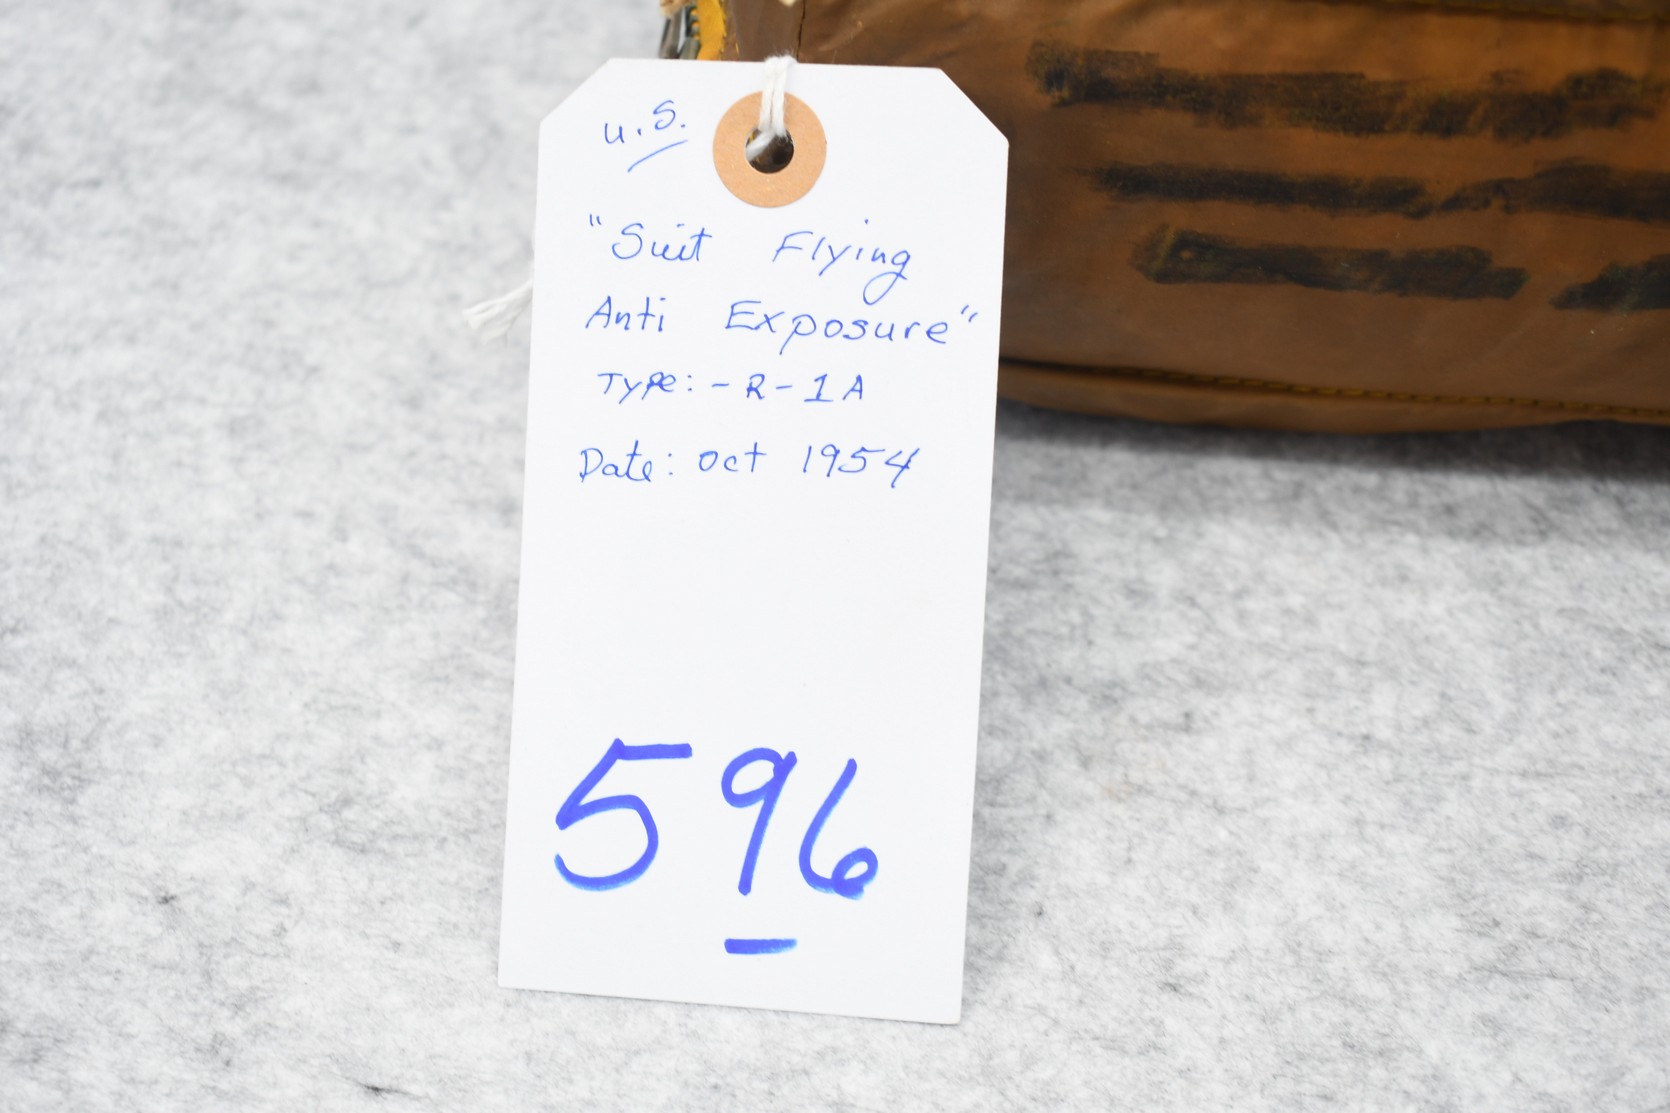 U.S.
"Suit Flying
Anti Exposure"
Type: - R-1A
Date: Oct 1954
596